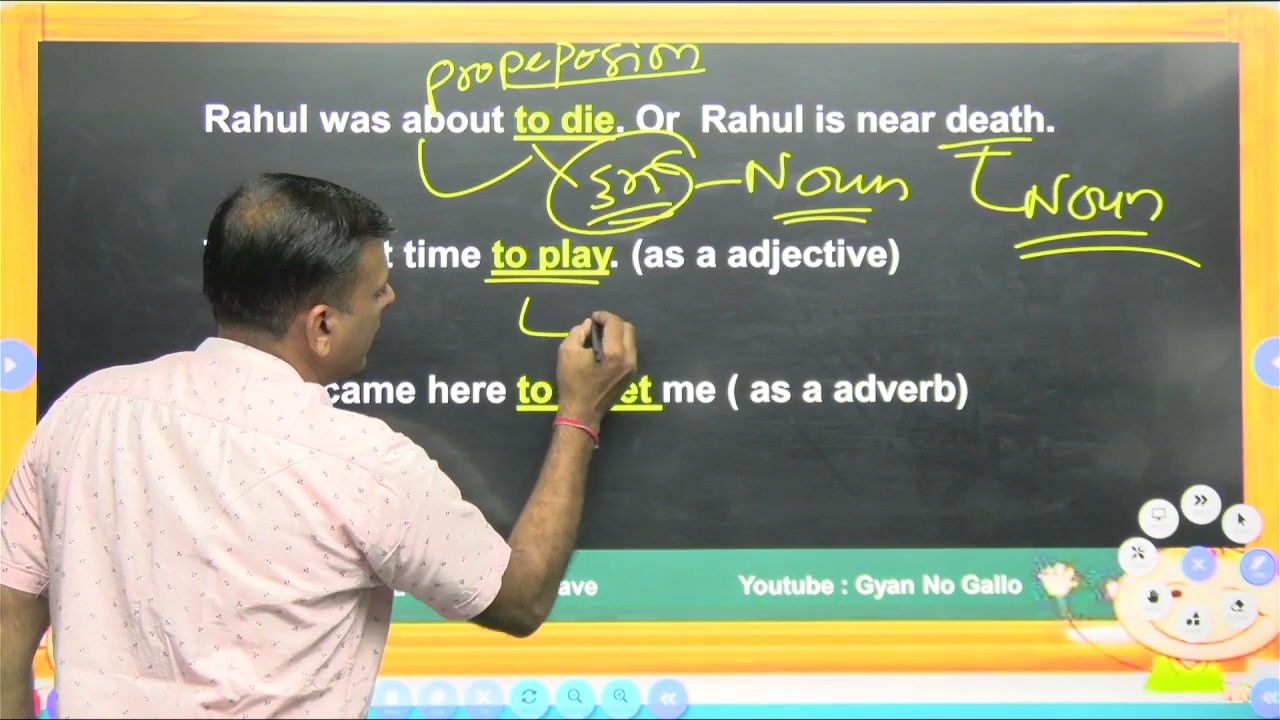 propeposion
Rahul was about to die. Or Rahul is near death.
Noun Noun
t time to play. (as a adjective)
came here to et me ( as a adverb)
ave Youtube : Gyan No Gallo